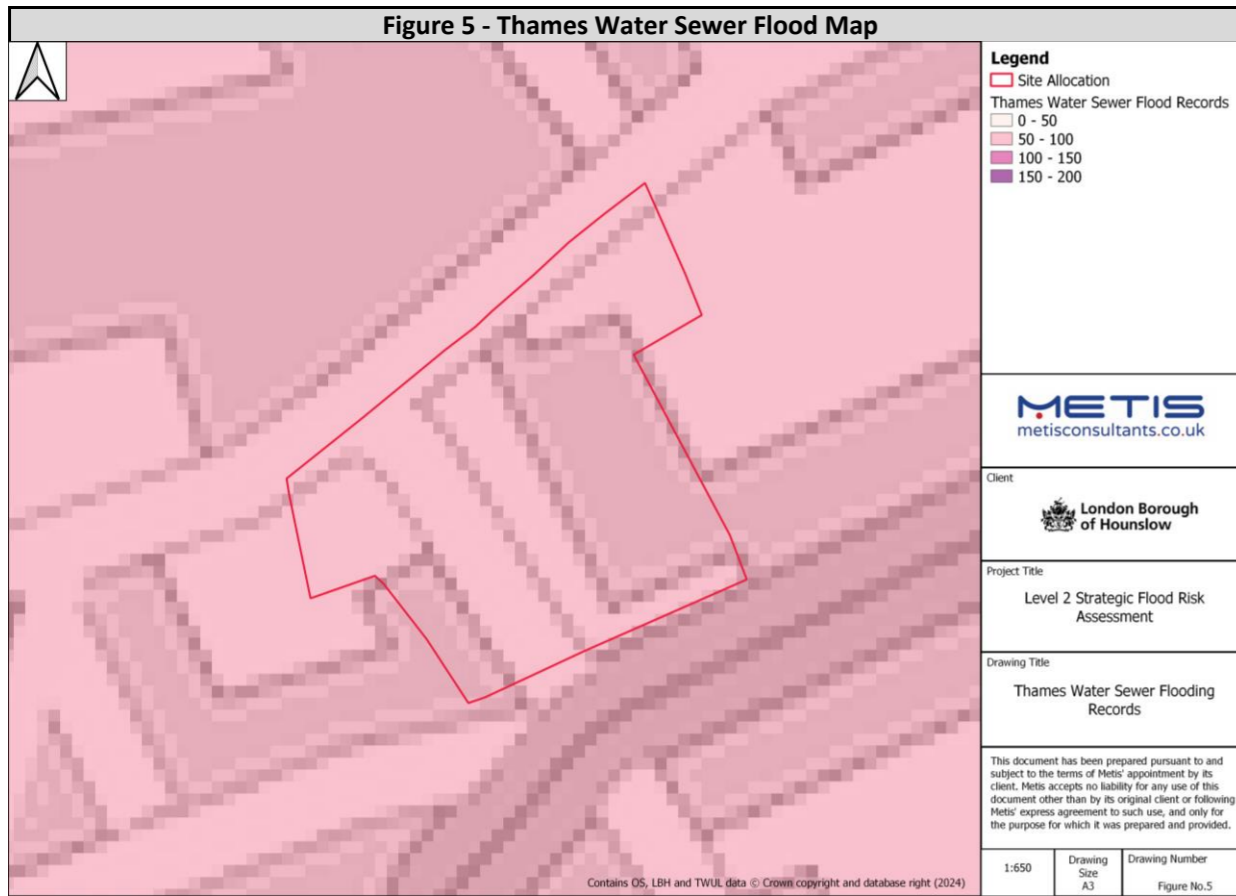 Figure 5 - Thames Water Sewer Flood Map
Legend
Site Allocation
Thames Water Sewer Flood Records
0 - 50
50 - 100
100 - 150
150 - 200
METIS
metisconsultants.co.uk
Client
London Borough
of Hounslow
Project Title
Level 2 Strategic Flood Risk
Assessment
Drawing Title
Thames Water Sewer Flooding
Records
This document has been prepared pursuant to and
subject to the terms of Metis' appointment by its
client. Metis accepts no liability for any use of this
document other than by its original client or following
Metis' express agreement to such use, and only for
the purpose for which it was prepared and provided.
1:650
Drawing
Size
A3
Drawing Number
Figure No.5
Contains OS, LBH and TWUL data © Crown copyright and database right (2024)